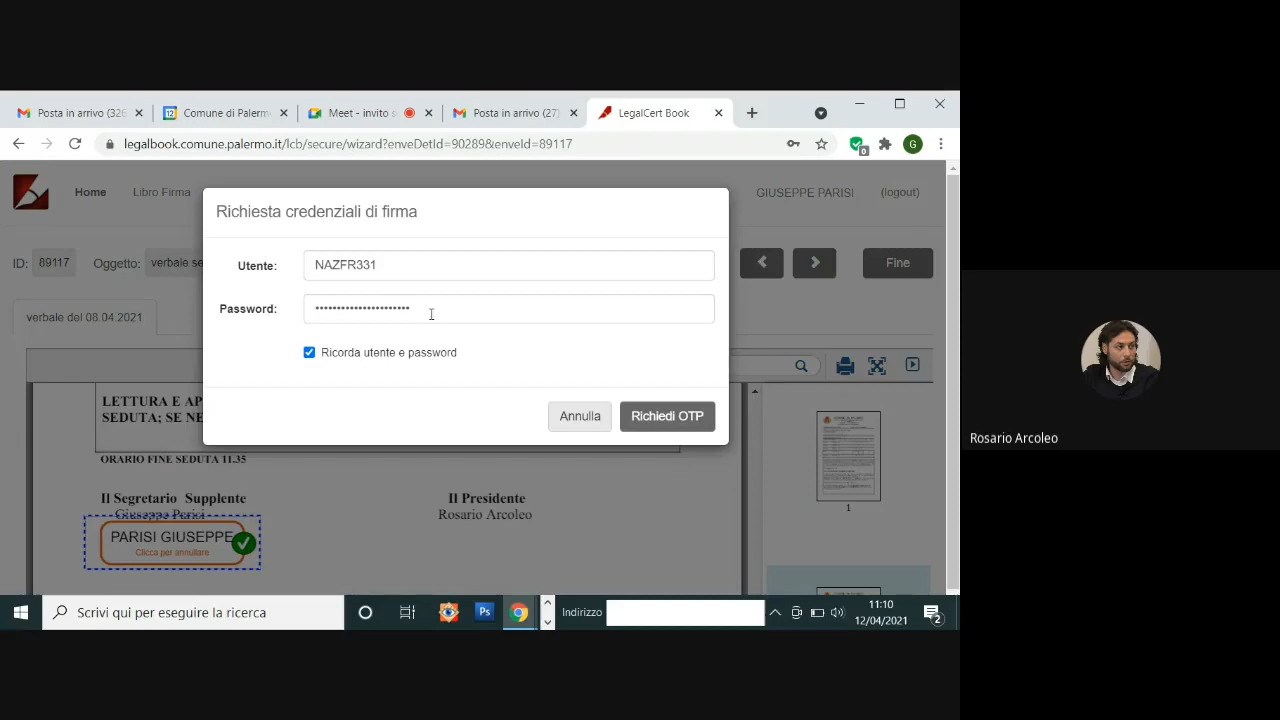 Posta in arrivo (326
Comune di Palerm
Meet - invito s
Posta in arrivo (27)
LegalCert Book
legalbook.comune.palermo.it/lcb/secure/wizard?enveDetId=90289&enveId=89117
0
G
Home
Libro Firma
GIUSEPPE PARISI
(logout)
Richiesta credenziali di firma
ID:
89117
Oggetto:
verbale se
Fine
Utente:
NAZFR331
Password:
••••••••••••••••••••••
verbale del 08.04.2021
Ricorda utente e password
Annulla
Richiedi OTP
LETTURA E AP
SEDUTA; SE NE
ORARIO FINE SEDUTA 11.35
Il Segretario Supplente
Il Presidente
Giuseppe Parisi
Rosario Arcoleo
PARISI GIUSEPPE
Clicca per annullare
1
Rosario Arcoleo
Scrivi qui per eseguire la ricerca
Ps
Indirizzo
11:10
12/04/2021
2